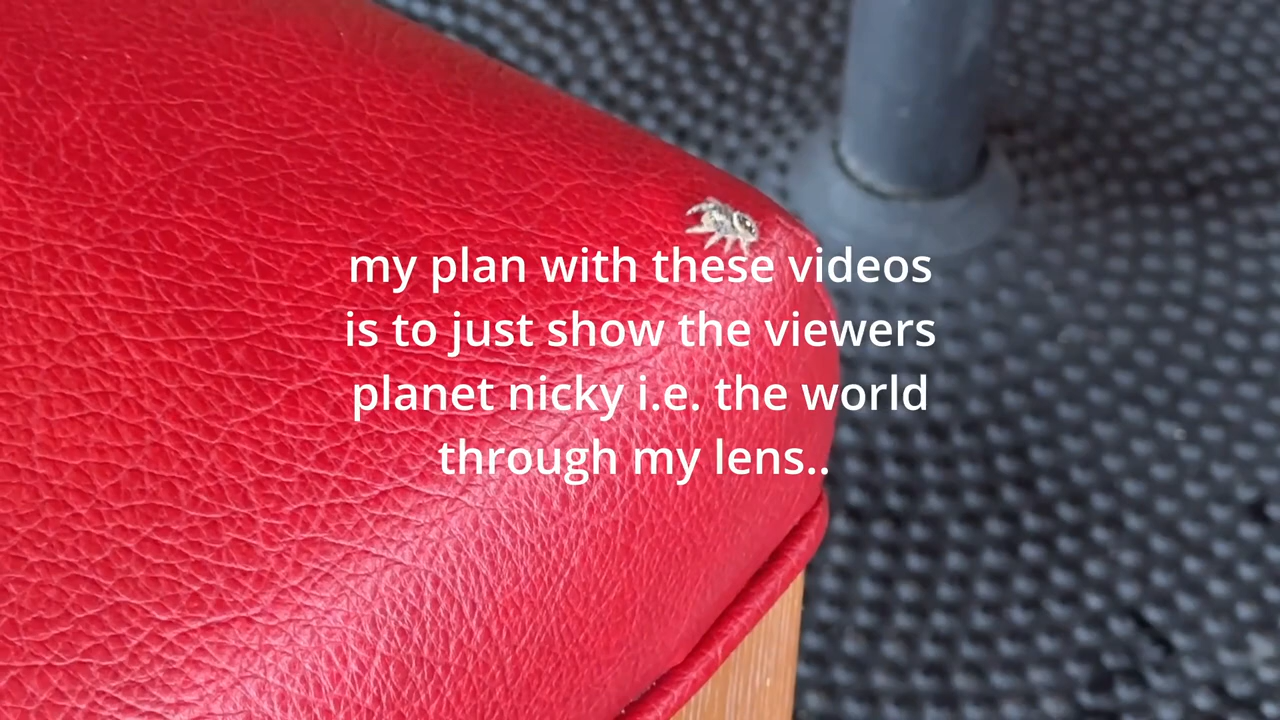 my plan with these videos
is to just show the viewers
planet nicky i.e. the world
through my lens..